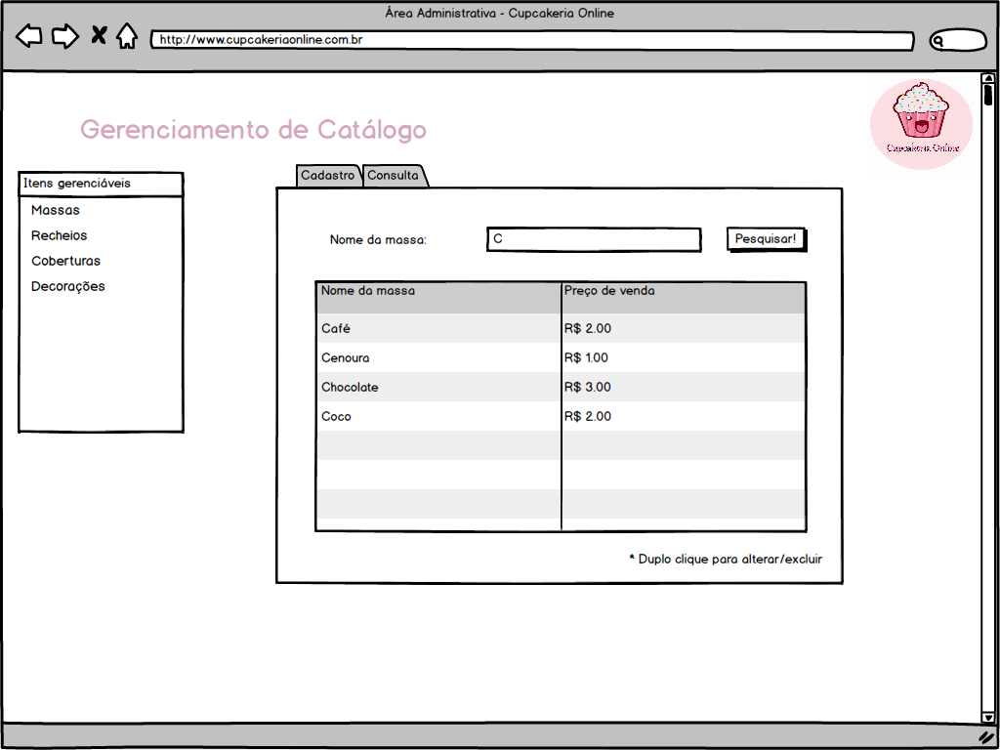 Área Administrativa - Cupcakeria Online
http://www.cupcakeriaonline.com.br
Cupcakeria Online
Gerenciamento de Catálogo
Itens gerenciáveis
Massas
Recheios
Coberturas
Decorações
Cadastro Consulta
Nome da massa: C Pesquisar!
Nome da massa Preço de venda
Café R$ 2.00
Cenoura R$ 1.00
Chocolate R$ 3.00
Coco R$ 2.00
* Duplo clique para alterar/excluir